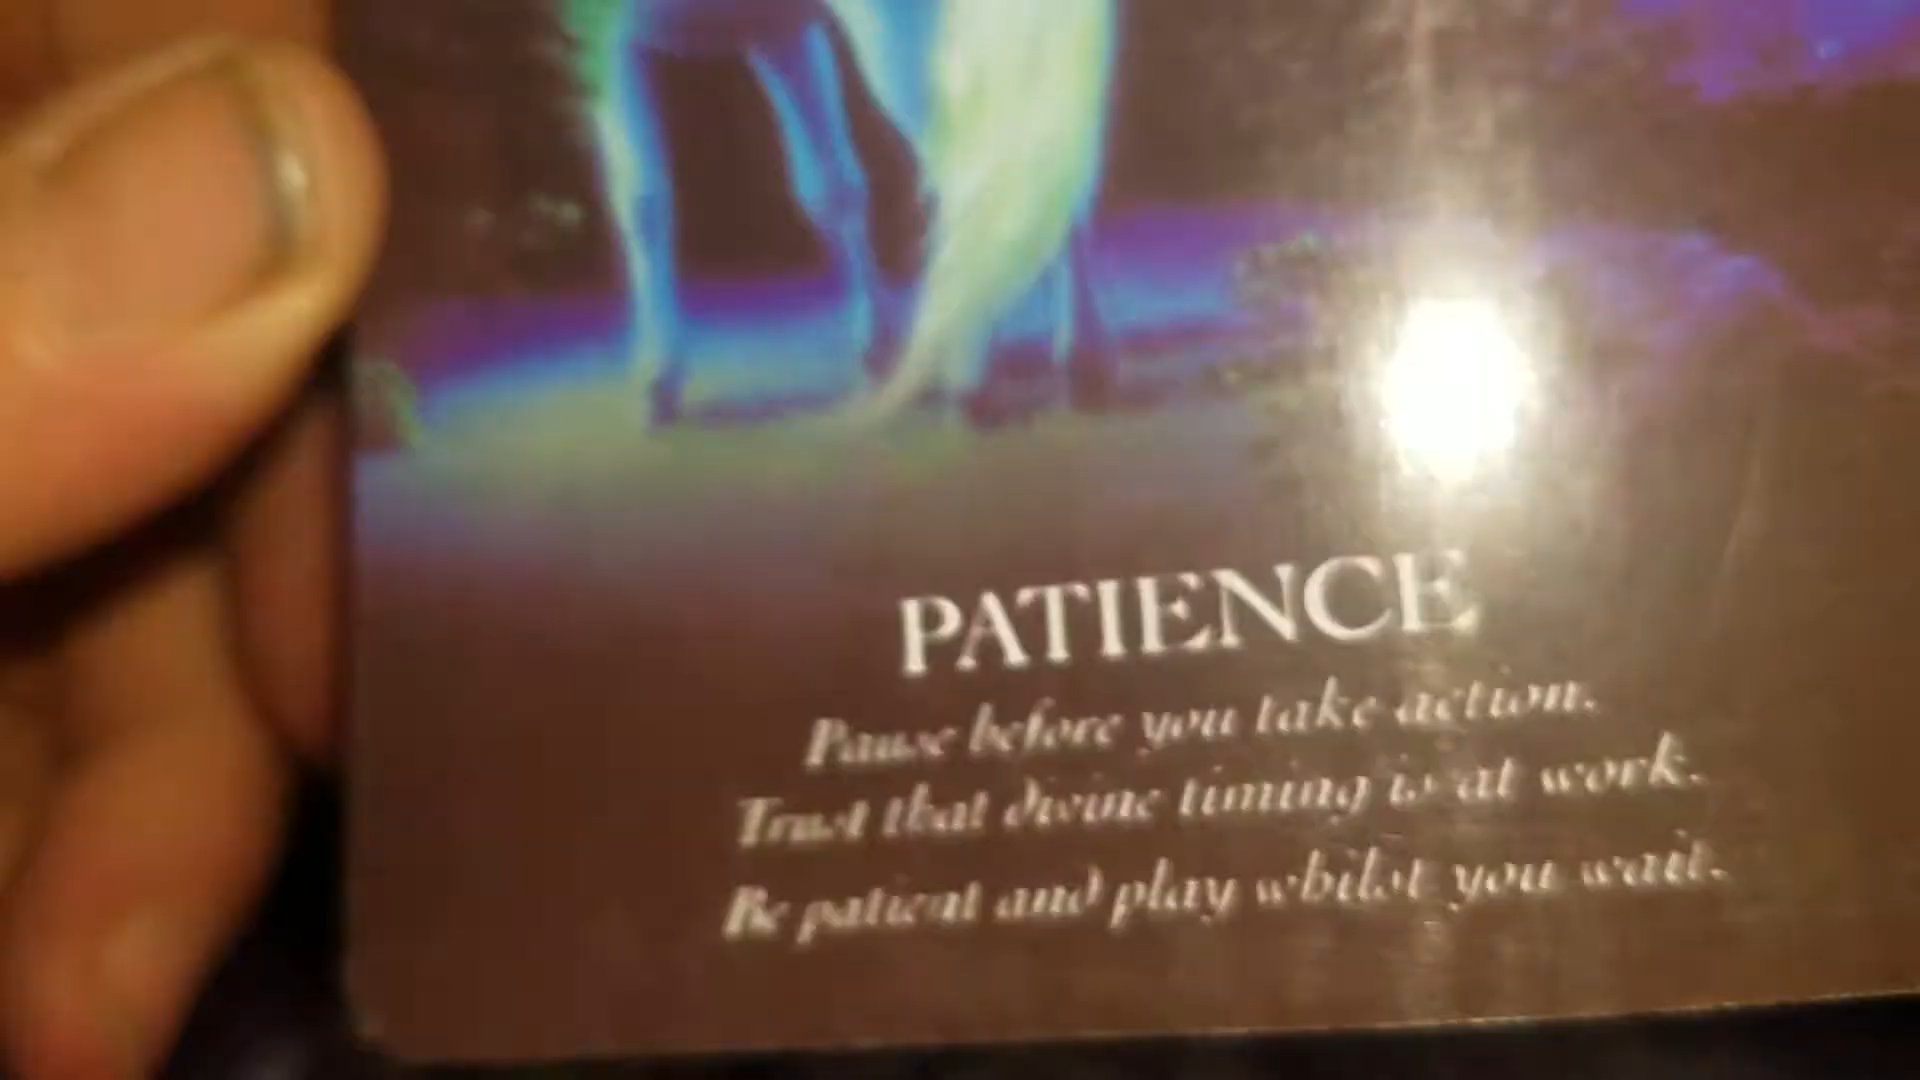 PATIENCE
Pause before you take action.
Trust that divine timing is at work.
Be patient and play whilst you wait.